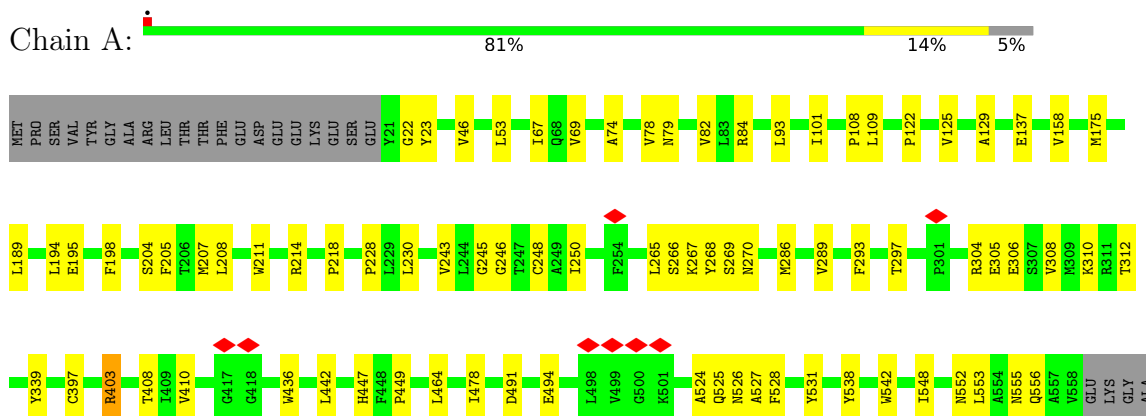 Chain A:
81% 14% 5%
MET PRO SER VAL TYR GLY ALA ARG LEU THR THR PHE GLU ASP GLU GLU LYS GLU SER GLU Y21 G22 Y23 V46 L53 I67 Q68 V69 A74 V78 N79 V82 L83 R84 L93 I101 P108 L109 P122 V125 A129 E137 V158 M175
L189 L194 E195 F198 S204 F205 T206 M207 L208 W211 R214 P218 P228 L229 L230 V243 L244 G245 G246 T247 C248 A249 I250 F254 L265 S266 K267 Y268 S269 N270 M286 V289 F293 T297 P301 R304 E305 E306 S307 V308 M309 K310 R311 T312
Y339 C397 R403 T408 I409 V410 G417 G418 W436 L442 H447 F448 P449 L464 I478 D491 E494 L498 V499 G500 K501 A524 Q525 N526 A527 F528 Y531 Y538 W542 I548 N552 L553 A554 N555 Q556 A557 V558 GLU LYS GLY ALA